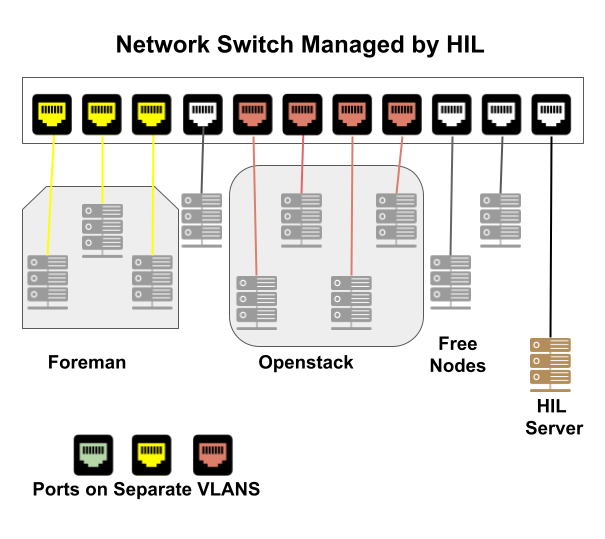 Network Switch Managed by HIL
Foreman
Openstack
Free
Nodes
HIL
Server
Ports on Separate VLANS